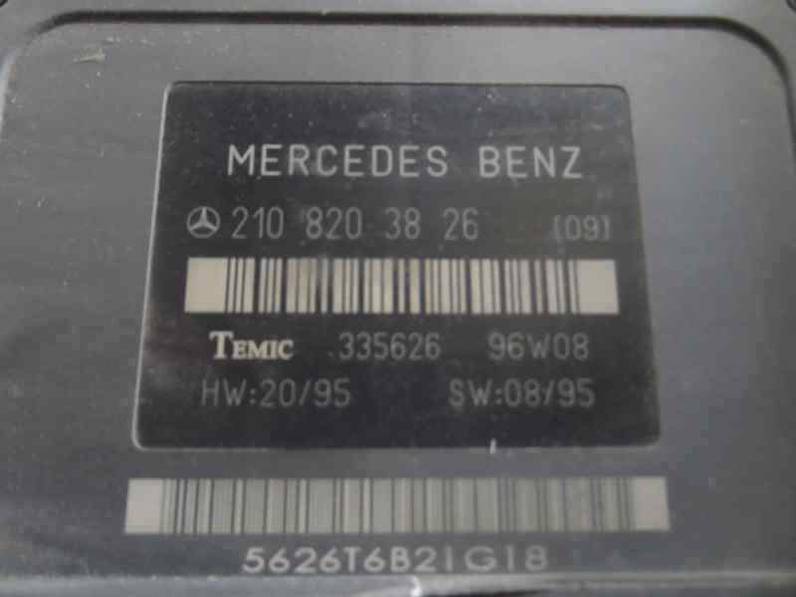 MERCEDES BENZ
210 820 38 26 [09]
TEMIC 335626 96W08
HW:20/95 SW:08/95
5626T6B21G18